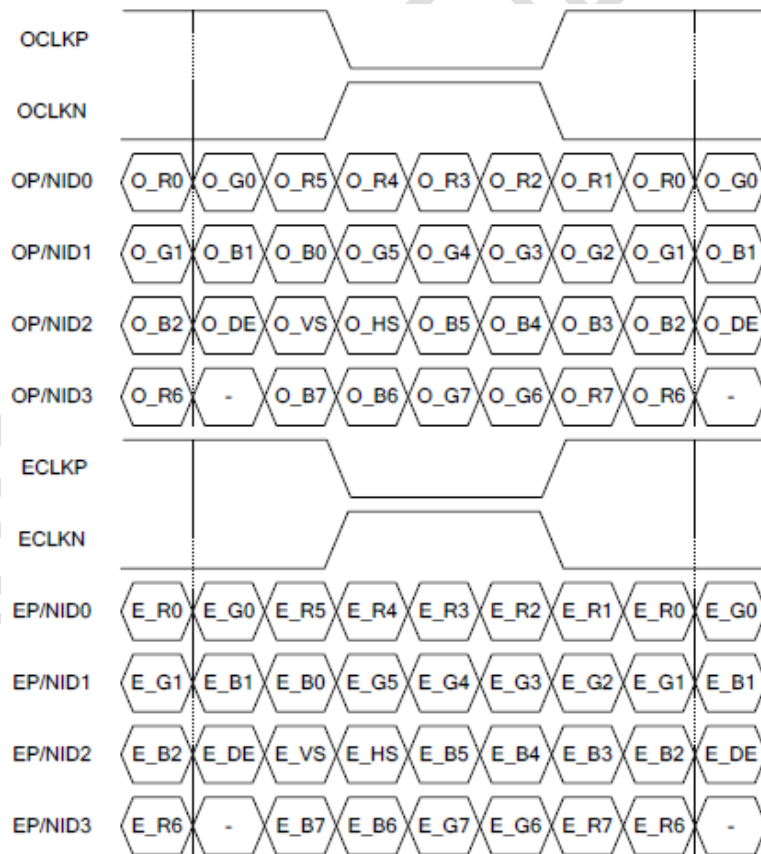 OCLKP
OCLKN
OP/NID0 O_R0 O_G0 O_R5 O_R4 O_R3 O_R2 O_R1 O_R0 O_G0
OP/NID1 O_G1 O_B1 O_B0 O_G5 O_G4 O_G3 O_G2 O_G1 O_B1
OP/NID2 O_B2 O_DE O_VS O_HS O_B5 O_B4 O_B3 O_B2 O_DE
OP/NID3 O_R6 - O_B7 O_B6 O_G7 O_G6 O_R7 O_R6 -
ECLKP
ECLKN
EP/NID0 E_R0 E_G0 E_R5 E_R4 E_R3 E_R2 E_R1 E_R0 E_G0
EP/NID1 E_G1 E_B1 E_B0 E_G5 E_G4 E_G3 E_G2 E_G1 E_B1
EP/NID2 E_B2 E_DE E_VS E_HS E_B5 E_B4 E_B3 E_B2 E_DE
EP/NID3 E_R6 - E_B7 E_B6 E_G7 E_G6 E_R7 E_R6 -